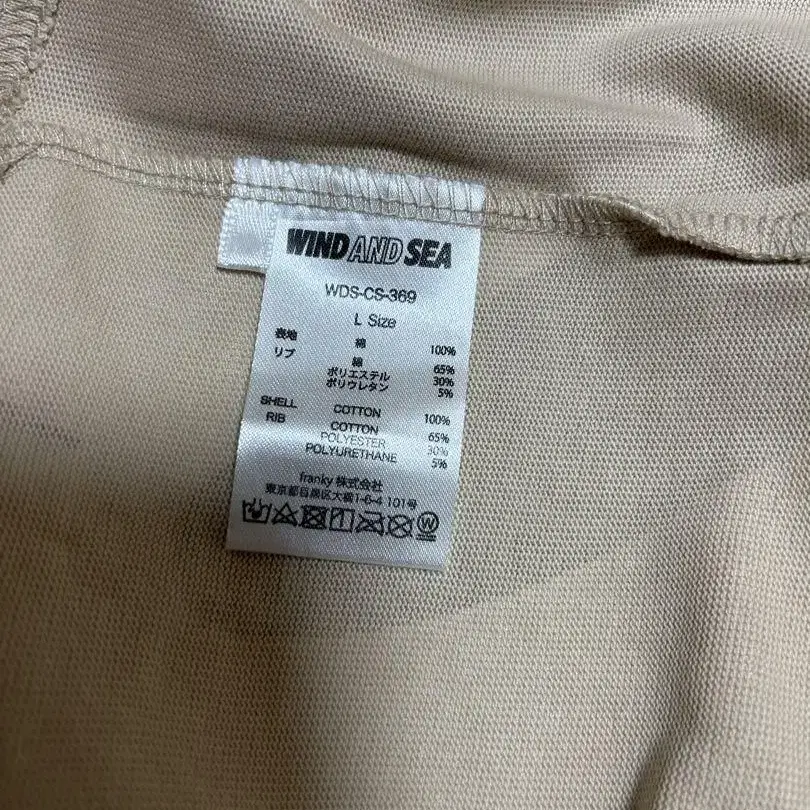 WIND AND SEA
WDS-CS-369
L Size
表地 綿 100%
リブ 綿 65%
ポリエステル 30%
ポリウレタン 5%
SHELL COTTON 100%
RIB COTTON 65%
POLYESTER 30%
POLYURETHANE 5%
franky 株式会社
東京都目黒区大橋1-6-4 101号
W